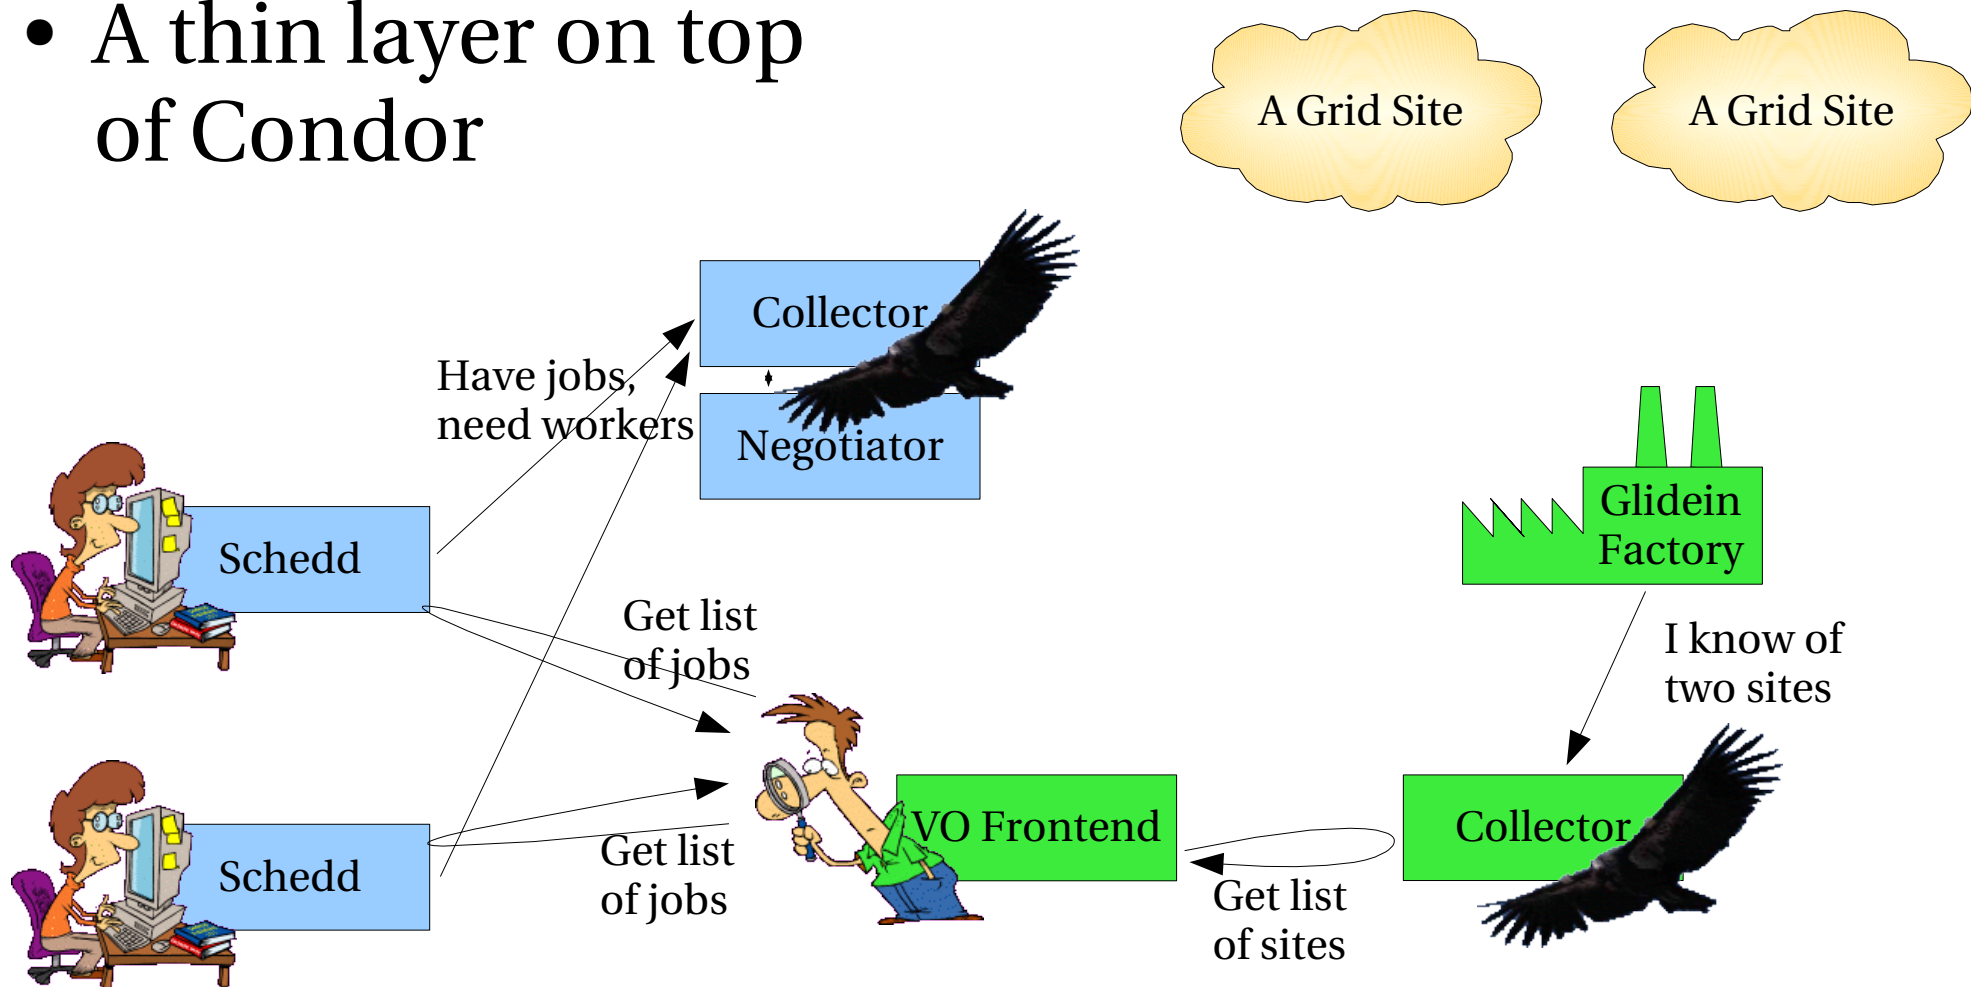 • A thin layer on top
of Condor
A Grid Site
A Grid Site
Collector
Have jobs,
need workers
Negotiator
Schedd
Glidein
Factory
Get list
of jobs
I know of
two sites
VO Frontend
Collector
Schedd
Get list
of jobs
Get list
of sites